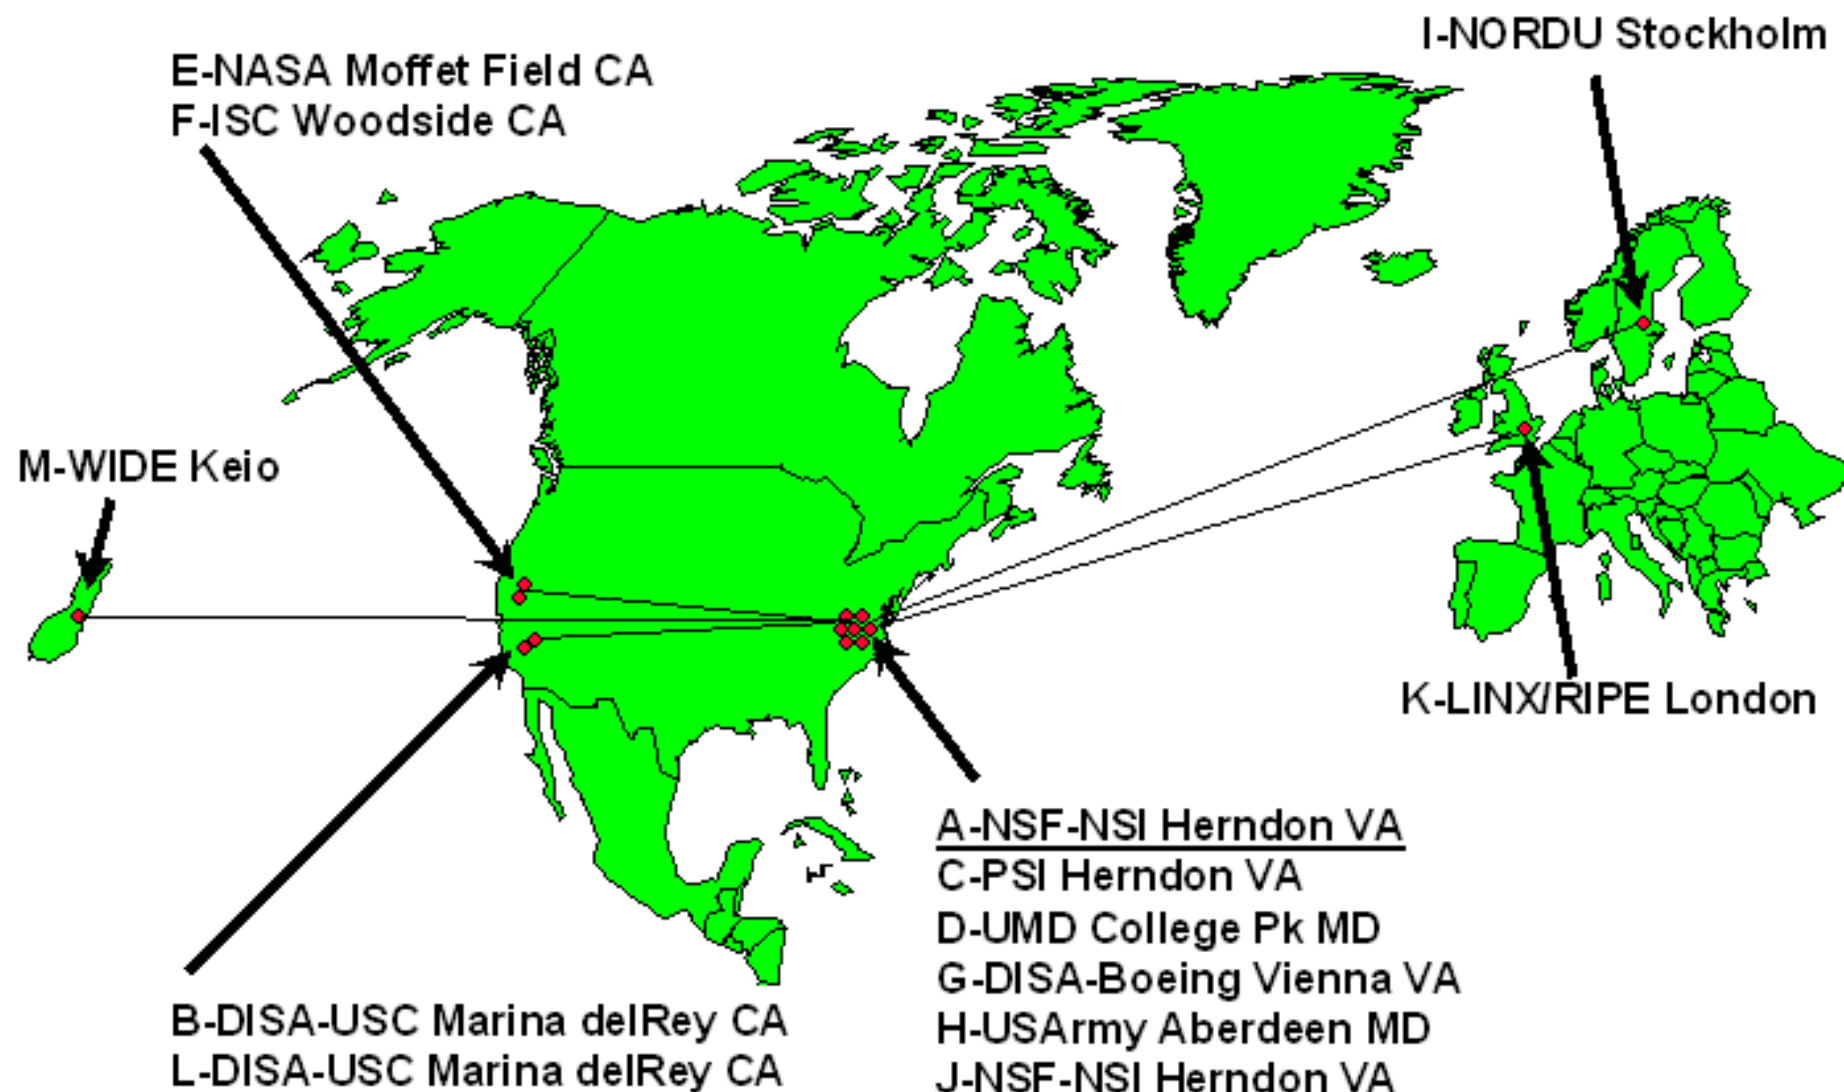 I-NORDU Stockholm
E-NASA Moffet Field CA
F-ISC Woodside CA
M-WIDE Keio
K-LINX/RIPE London
A-NSF-NSI Herndon VA
C-PSI Herndon VA
D-UMD College Pk MD
G-DISA-Boeing Vienna VA
H-USArmy Aberdeen MD
J-NSF-NSI Herndon VA
B-DISA-USC Marina delRey CA
L-DISA-USC Marina delRey CA